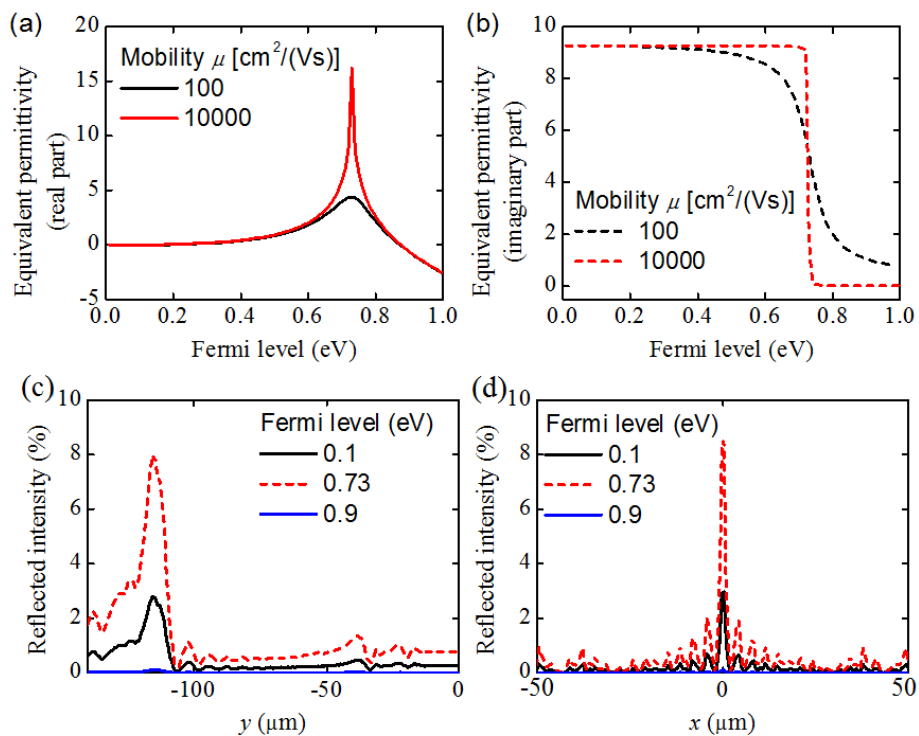 (a)
20
15
10
5
0
-5
Equivalent permittivity
(real part)
Mobility μ [cm²/(Vs)]
100
10000
0.0 0.2 0.4 0.6 0.8 1.0
Fermi level (eV)
(b)
10
8
6
4
2
0
Equivalent permittivity
(imaginary part)
Mobility μ [cm²/(Vs)]
100
10000
0.0 0.2 0.4 0.6 0.8 1.0
Fermi level (eV)
(c)
10
8
6
4
2
0
Reflected intensity (%)
Fermi level (eV)
0.1
0.73
0.9
-100 -50 0
y (µm)
(d)
10
8
6
4
2
0
Reflected intensity (%)
Fermi level (eV)
0.1
0.73
0.9
-50 0 50
x (µm)